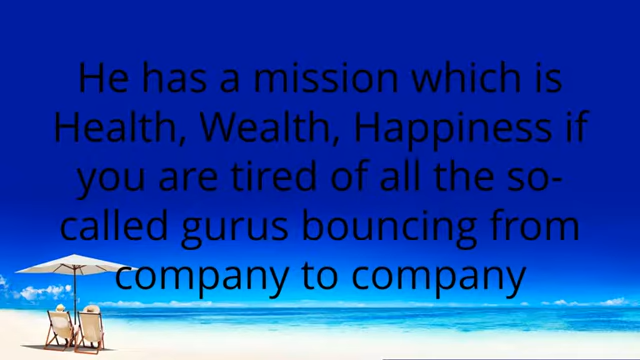 He has a mission which is
Health, Wealth, Happiness if
you are tired of all the so-
called gurus bouncing from
company to company